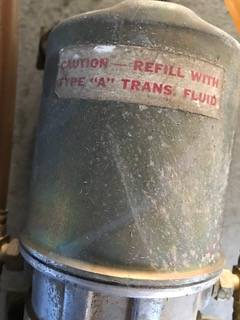 CAUTION — REFILL WITH
TYPE "A" TRANS. FLUID